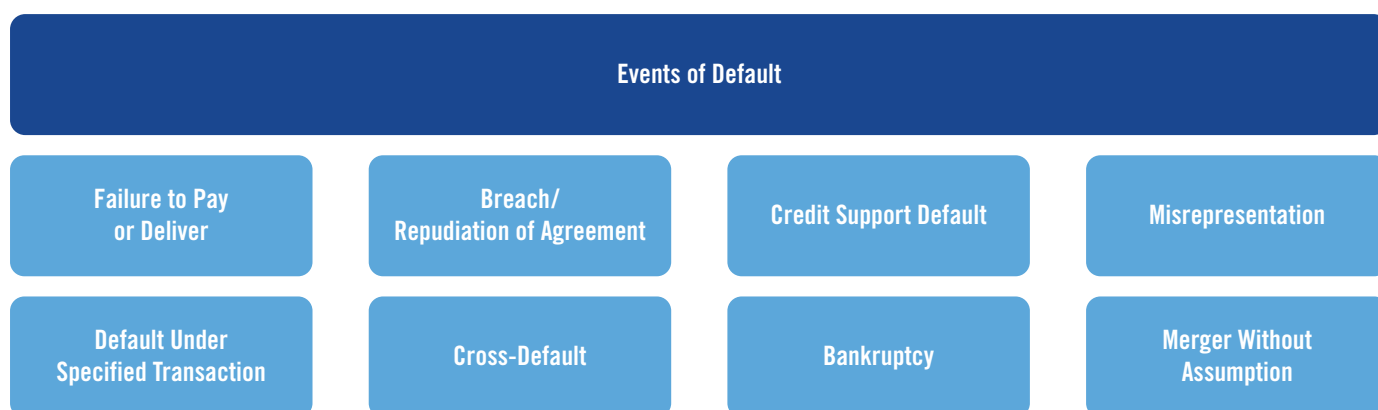 Events of Default
Failure to Pay
or Deliver
Breach/
Repudiation of Agreement
Credit Support Default
Misrepresentation
Default Under
Specified Transaction
Cross-Default
Bankruptcy
Merger Without
Assumption